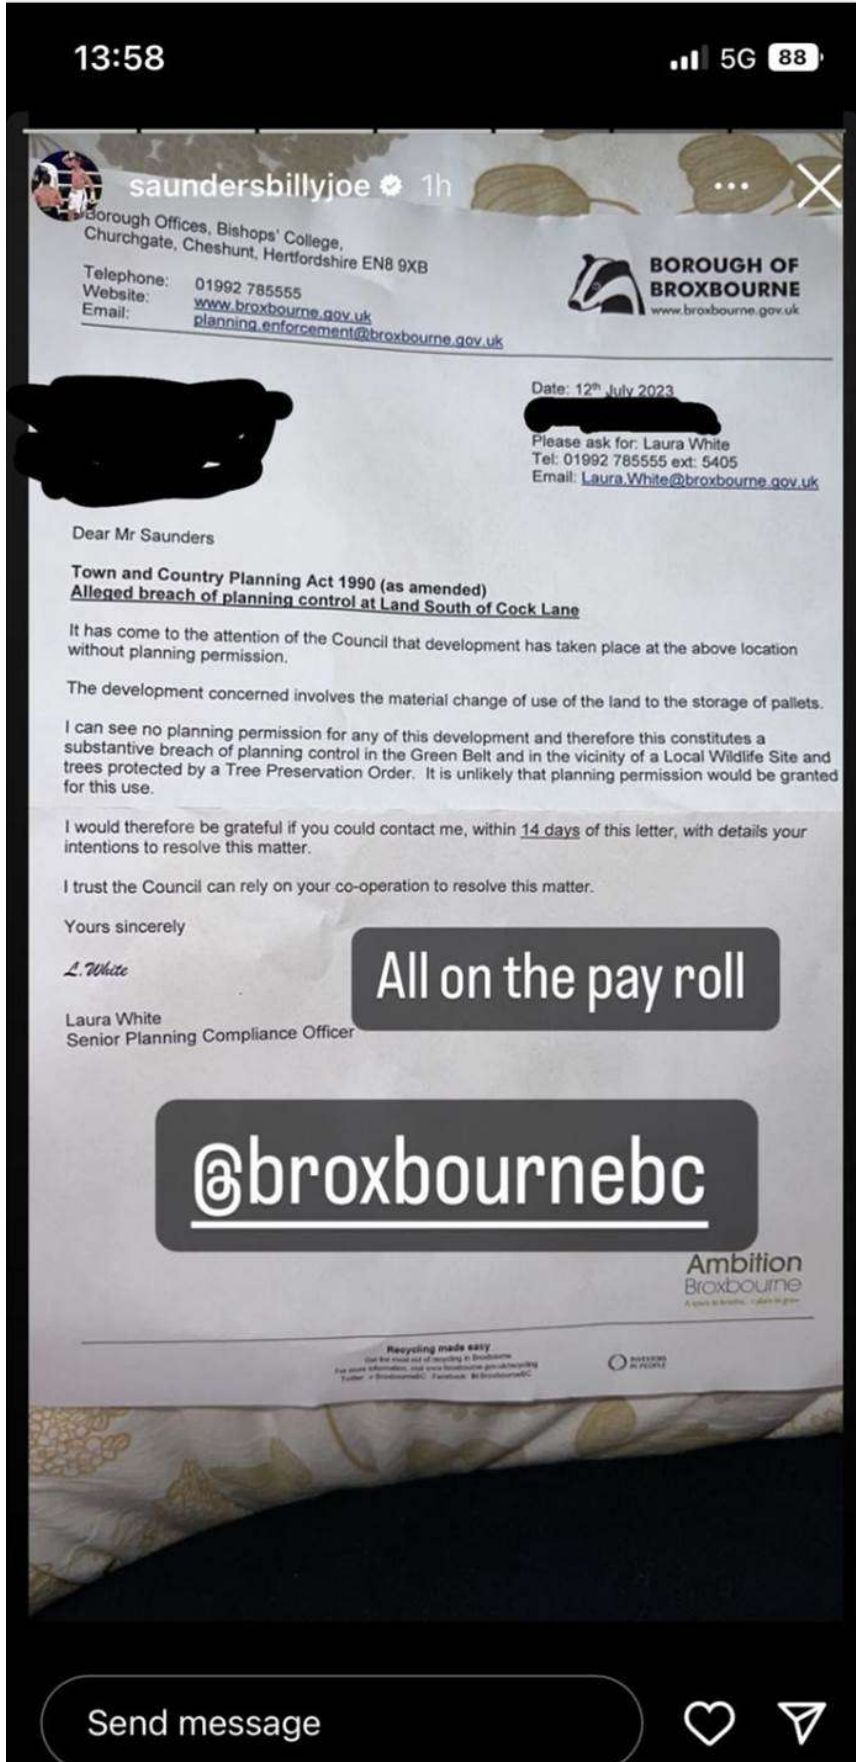 13:58
5G 88
saundersbillyjoe 1h
Borough Offices, Bishops' College,
Churchgate, Cheshunt, Hertfordshire EN8 9XB
Telephone: 01992 785555
Website: www.broxbourne.gov.uk
Email: planning.enforcement@broxbourne.gov.uk
BOROUGH OF
BROXBOURNE
www.broxbourne.gov.uk
Date: 12th July 2023
Please ask for: Laura White
Tel: 01992 785555 ext: 5405
Email: Laura.White@broxbourne.gov.uk
Dear Mr Saunders
Town and Country Planning Act 1990 (as amended)
Alleged breach of planning control at Land South of Cock Lane
It has come to the attention of the Council that development has taken place at the above location
without planning permission.
The development concerned involves the material change of use of the land to the storage of pallets.
I can see no planning permission for any of this development and therefore this constitutes a
substantive breach of planning control in the Green Belt and in the vicinity of a Local Wildlife Site and
trees protected by a Tree Preservation Order. It is unlikely that planning permission would be granted
for this use.
I would therefore be grateful if you could contact me, within 14 days of this letter, with details your
intentions to resolve this matter.
I trust the Council can rely on your co-operation to resolve this matter.
Yours sincerely
L. White
Laura White
Senior Planning Compliance Officer
All on the pay roll
@broxbournebc
Ambition
Broxbourne
Recycling made easy
Send message